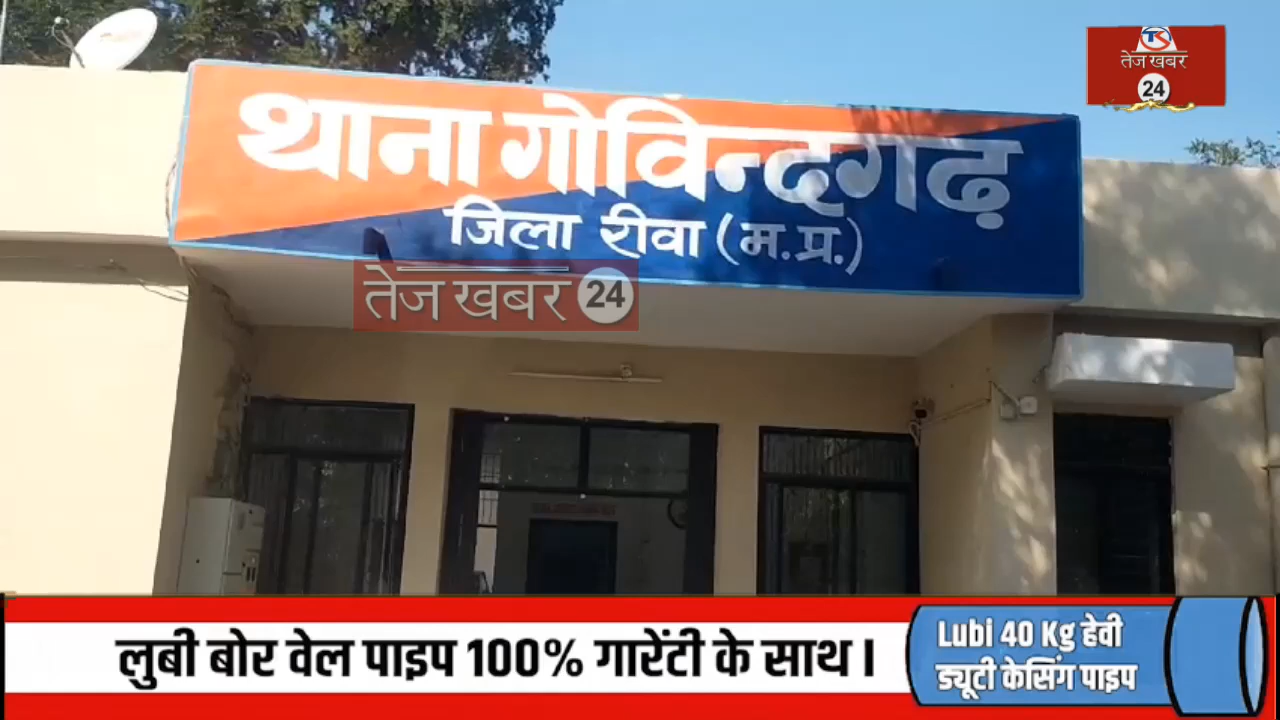 तेज खबर
24
थाना गोविन्दगढ़
जिला रीवा (म.प्र.)
तेज खबर 24
लुबी बोर वेल पाइप 100% गारेंटी के साथ।
Lubi 40 Kg हेवी
ड्यूटी केसिंग पाइप